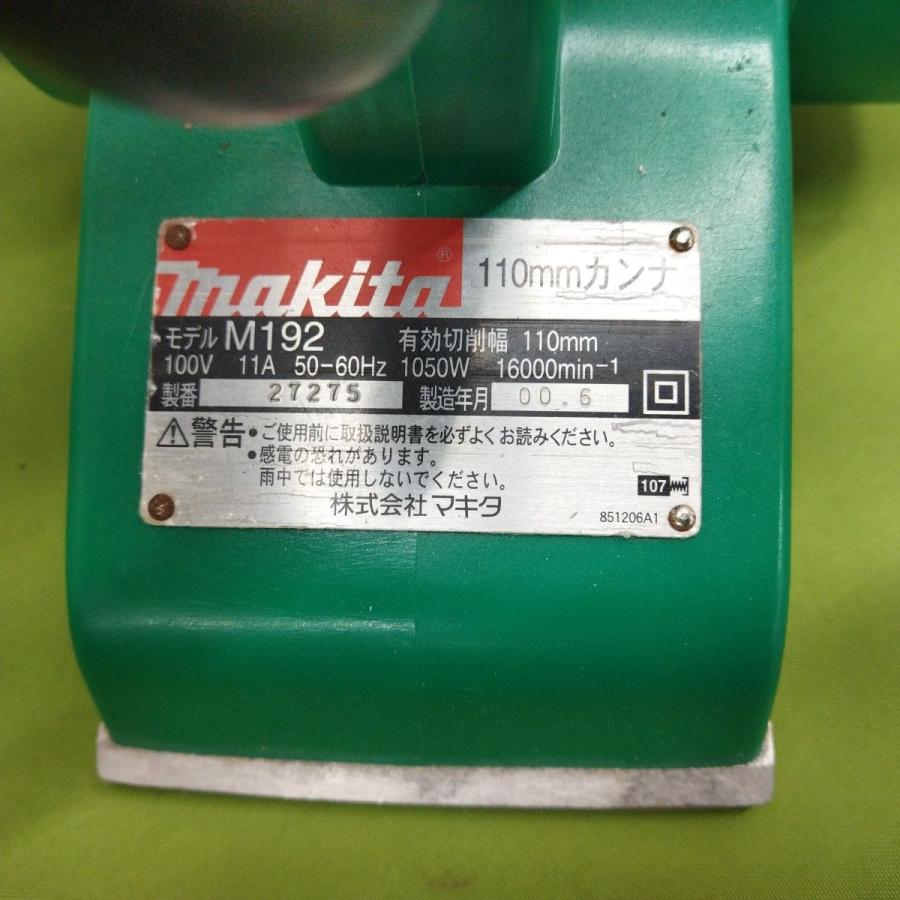 makita® 110mmカンナ
モデル M192 有効切削幅 110mm
100V 11A 50-60Hz 1050W 16000min-1
製番 27275 製造年月 00.6
警告 •ご使用前に取扱説明書を必ずよくお読みください。
•感電の恐れがあります。
雨中では使用しないでください。
107
株式会社 マキタ
851206A1